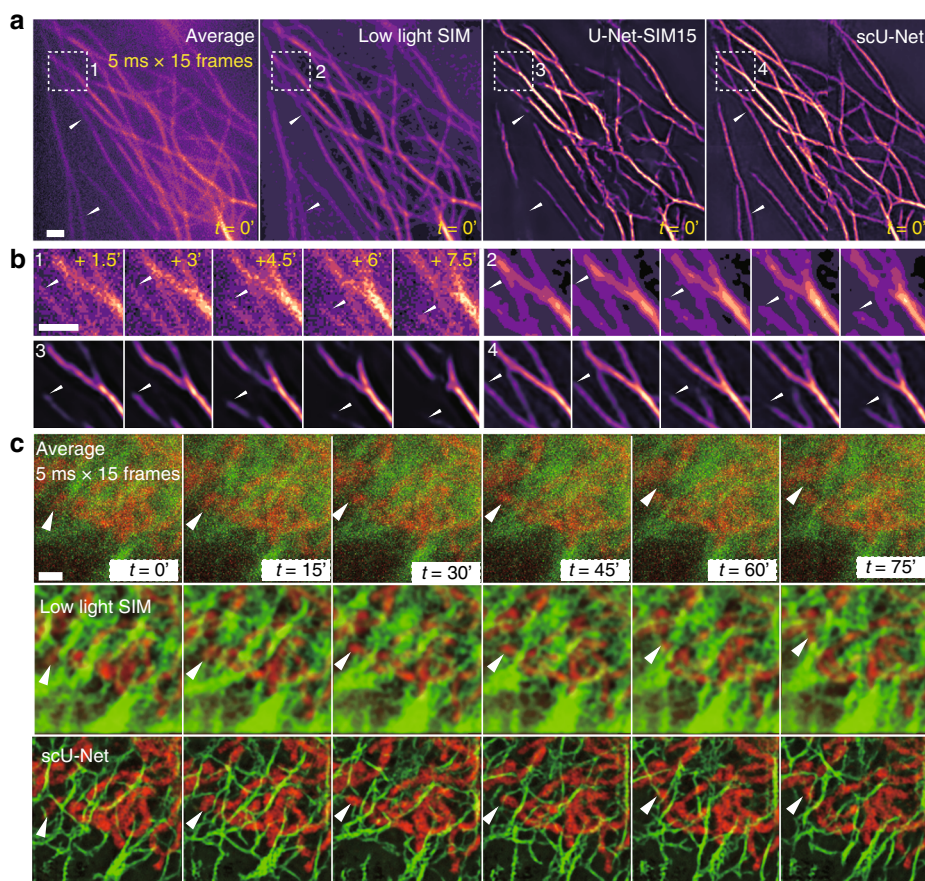 a
Average
5 ms × 15 frames
1
t = 0'
Low light SIM
2
t = 0'
U-Net-SIM15
3
t = 0'
scU-Net
4
t = 0'
b
1
+ 1.5'
+ 3'
+4.5'
+ 6'
+ 7.5'
2
3
4
c
Average
5 ms × 15 frames
t = 0'
t = 15'
t = 30'
t = 45'
t = 60'
t = 75'
Low light SIM
scU-Net